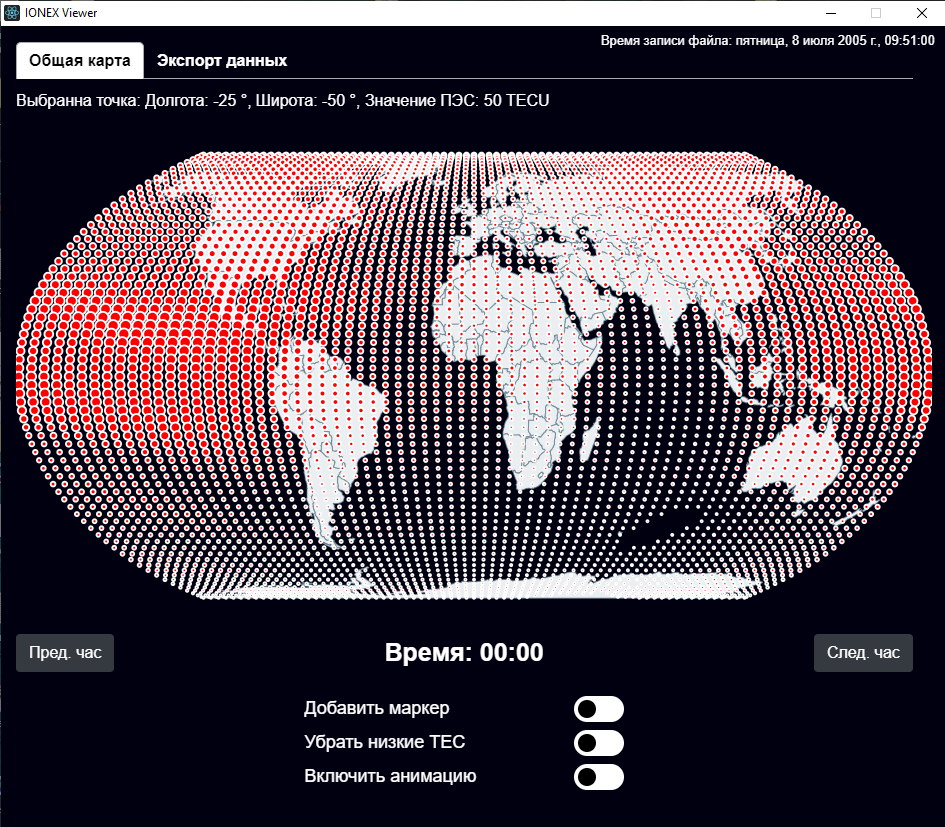 IONEX Viewer
Время записи файла: пятница, 8 июля 2005 г., 09:51:00
Общая карта Экспорт данных
Выбранна точка: Долгота: -25 °, Широта: -50 °, Значение ПЭС: 50 TECU
Пред. час Время: 00:00 След. час
Добавить маркер
Убрать низкие TEC
Включить анимацию